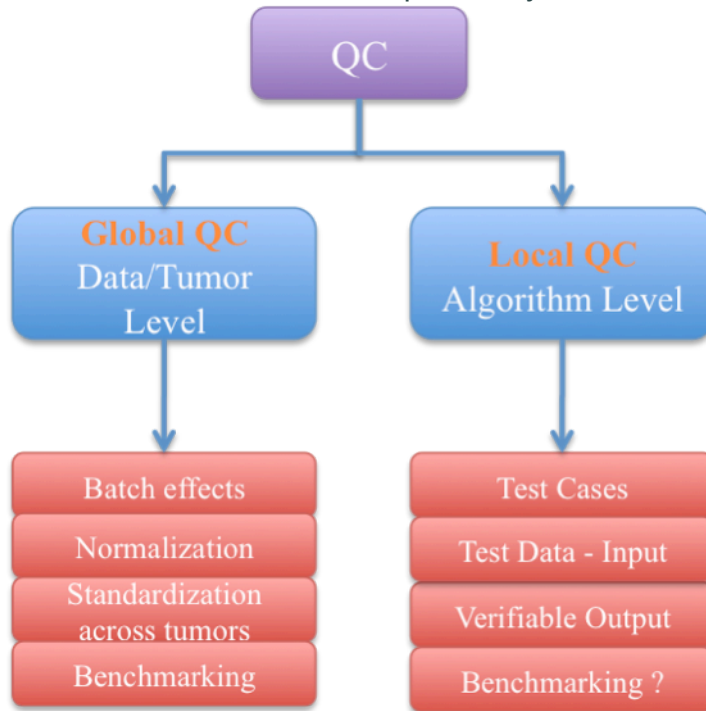 QC
Global QC
Data/Tumor
Level
Local QC
Algorithm Level
Batch effects
Normalization
Standardization
across tumors
Benchmarking
Test Cases
Test Data - Input
Verifiable Output
Benchmarking ?